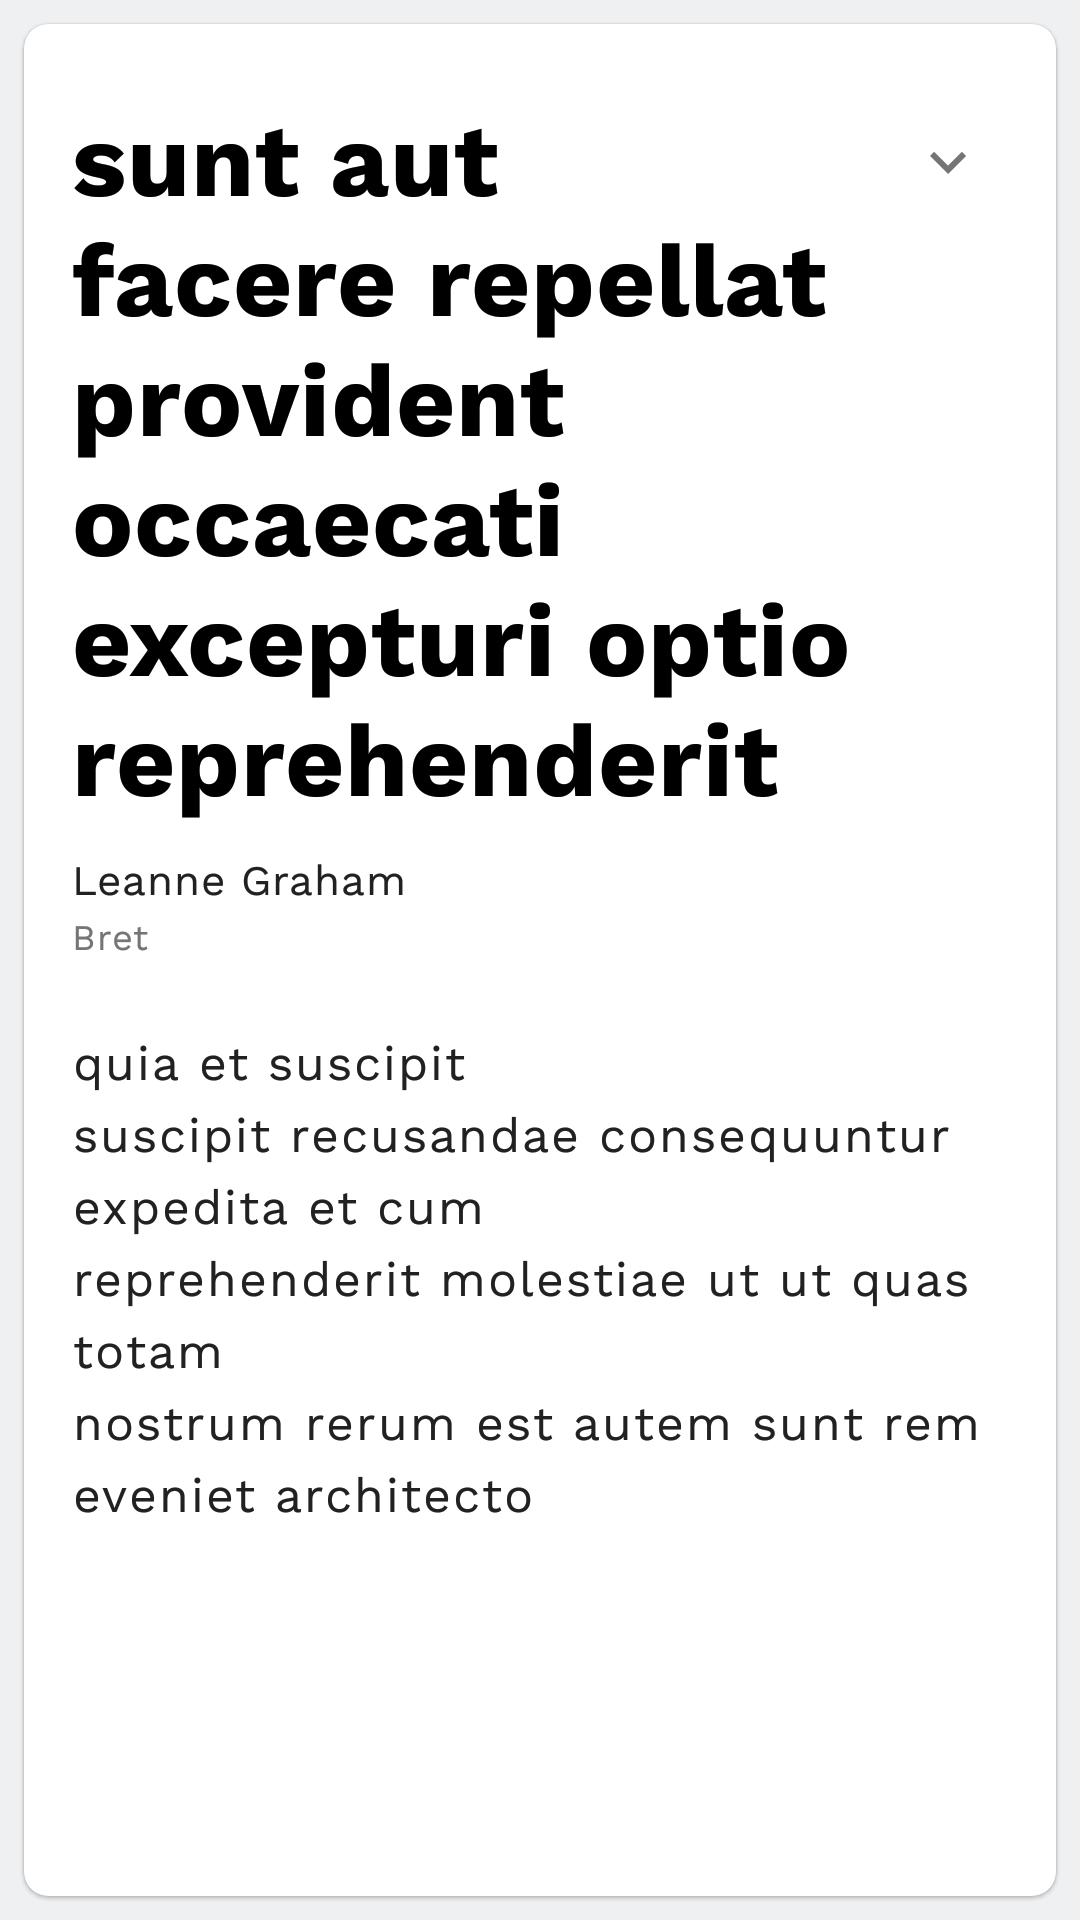 sunt aut
facere repellat
provident
occaecati
excepturi optio
reprehenderit
Leanne Graham
Bret
quia et suscipit
suscipit recusandae consequuntur
expedita et cum
reprehenderit molestiae ut ut quas
totam
nostrum rerum est autem sunt rem
eveniet architecto